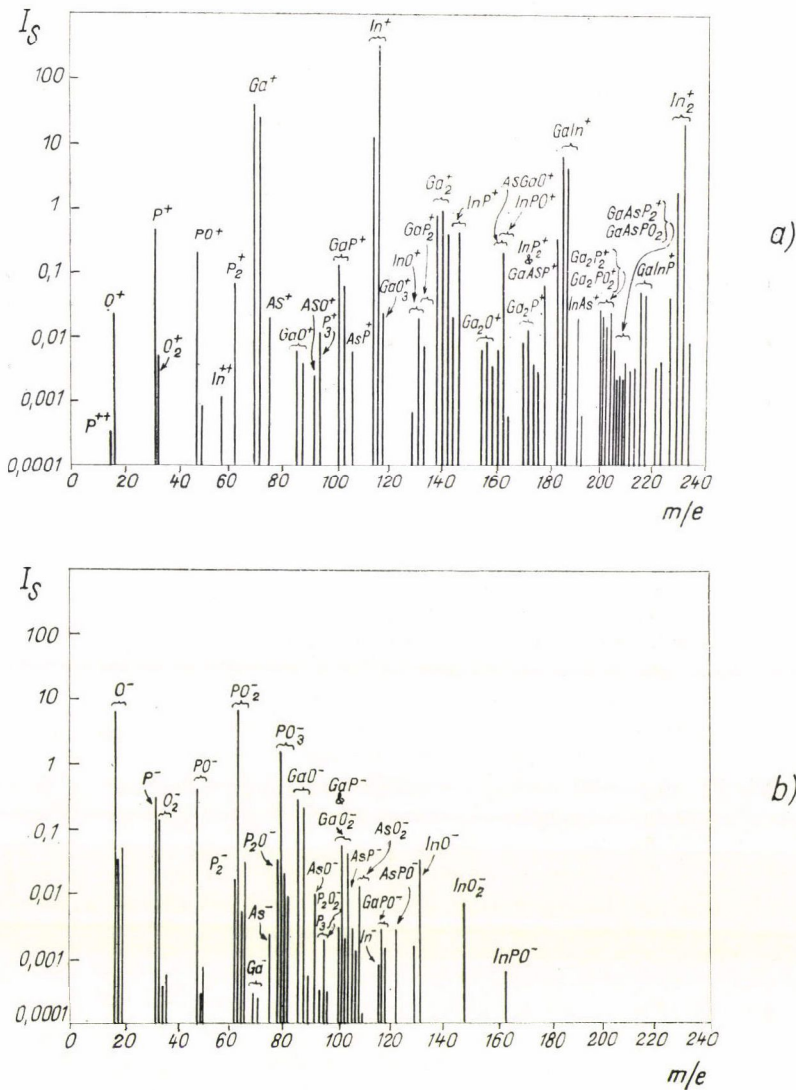 I_S
100
10
1
0,1
0,01
0,001
0,0001
P⁺⁺
O⁺
P⁺
O₂⁺
PO⁺
In⁺⁺
P₂⁺
Ga⁺
As⁺
GaO⁺
AsO⁺
P₃⁺
GaP⁺
AsP⁺
In⁺
GaO₃⁺
InO⁺
GaP₂⁺
Ga₂⁺
InP⁺
Ga₂O⁺
AsGaO⁺
InPO⁺
InP₂⁺
&
GaAsP⁺
Ga₂P⁺
GaIn⁺
InAs⁺
Ga₂P₂⁺
Ga₂PO₂⁺
GaAsP₂⁺
GaAsPO₂⁺
GaInP⁺
In₂⁺
0 20 40 60 80 100 120 140 160 180 200 220 240
m/e
a)
I_S
100
10
1
0,1
0,01
0,001
0,0001
O⁻
P⁻
O₂⁻
PO⁻
PO₂⁻
P₂⁻
Ga⁻
As⁻
P₂O⁻
PO₃⁻
GaO⁻
AsO⁻
P₂O₂⁻
P₃⁻
GaP⁻
&
GaO₂⁻
AsP⁻
AsO₂⁻
In⁻
GaPO⁻
AsPO⁻
InO⁻
InO₂⁻
InPO⁻
0 20 40 60 80 100 120 140 160 180 200 220 240
m/e
b)